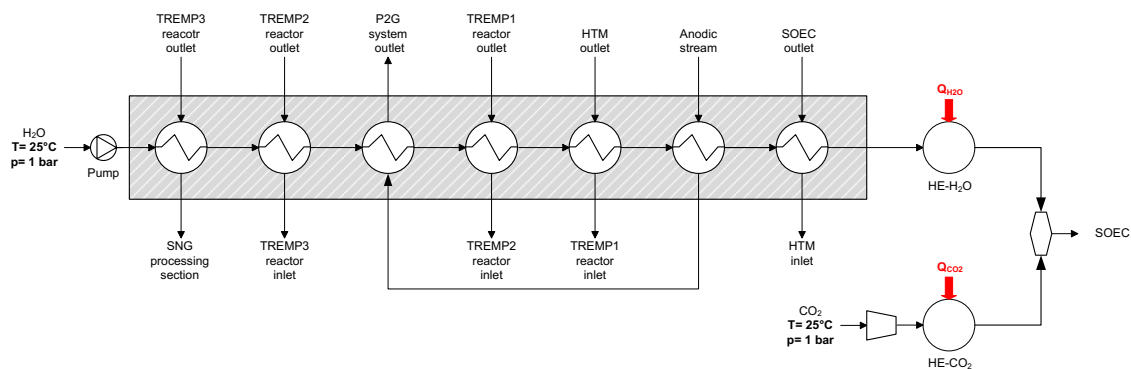 TREMP3
reacotr
outlet
TREMP2
reactor
outlet
P2G
system
outlet
TREMP1
reactor
outlet
HTM
outlet
Anodic
stream
SOEC
outlet
H₂O
T= 25°C
p= 1 bar
Pump
Q_H2O
HE-H₂O
SNG
processing
section
TREMP3
reactor
inlet
TREMP2
reactor
inlet
TREMP1
reactor
inlet
HTM
inlet
SOEC
Q_CO2
CO₂
T= 25°C
p= 1 bar
HE-CO₂